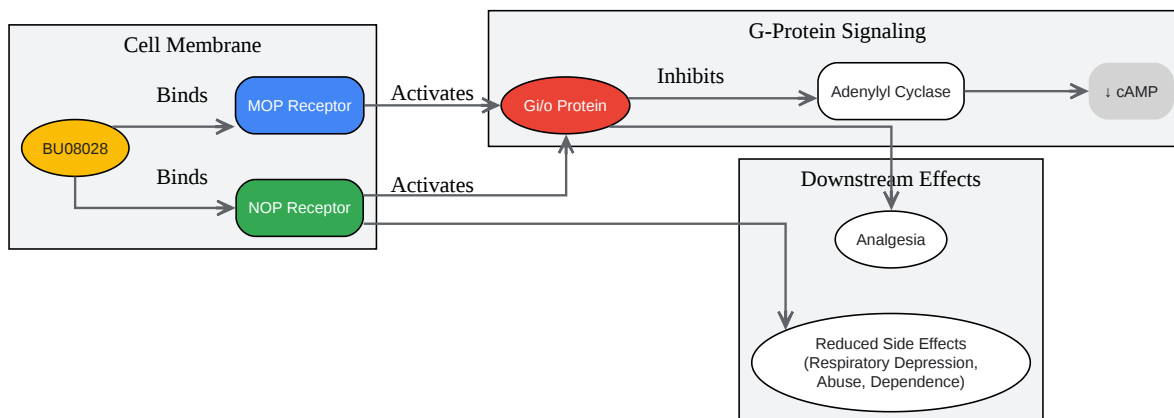 Cell Membrane
G-Protein Signaling
Binds
MOP Receptor
Activates
Gi/o Protein
Inhibits
Adenylyl Cyclase
↓ cAMP
BU08028
Binds
NOP Receptor
Activates
Downstream Effects
Analgesia
Reduced Side Effects
(Respiratory Depression,
Abuse, Dependence)